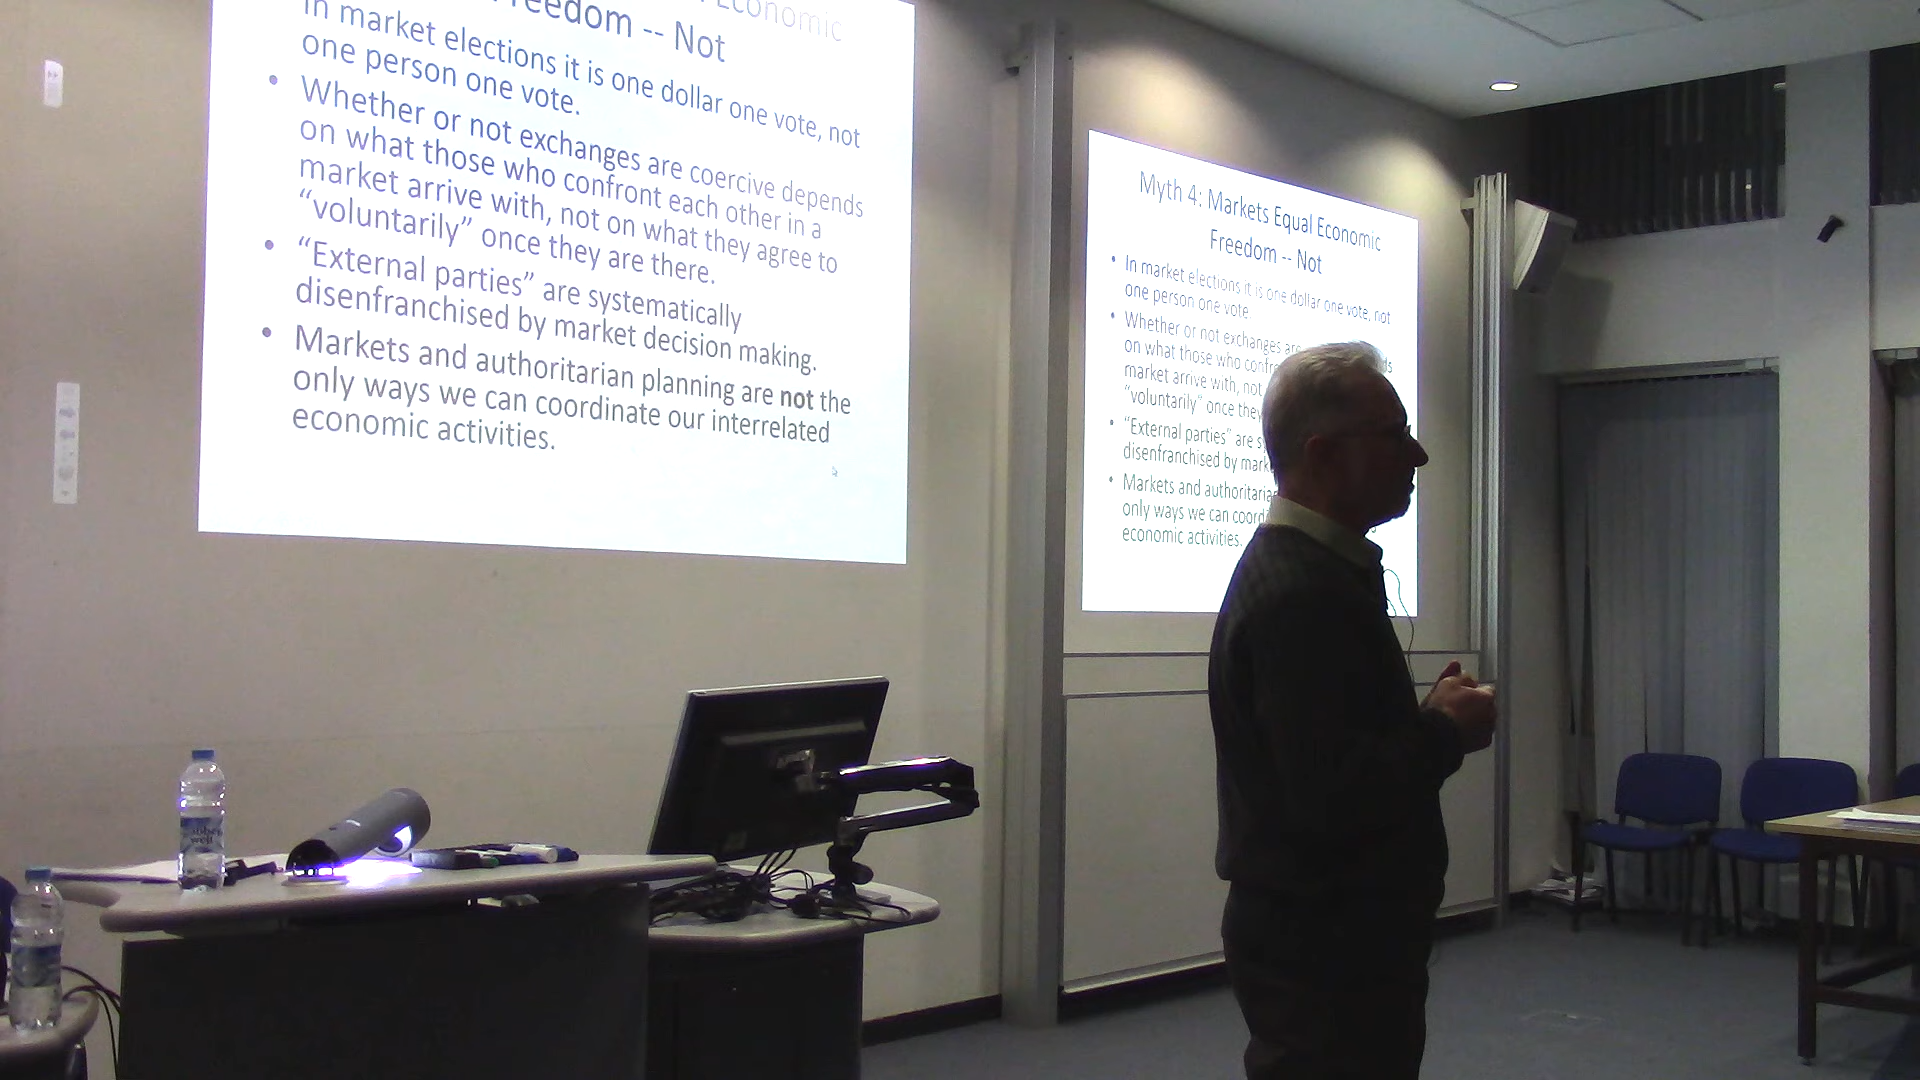 Economic
Freedom -- Not
In market elections it is one dollar one vote, not
one person one vote.
• Whether or not exchanges are coercive depends
on what those who confront each other in a
market arrive with, not on what they agree to
“voluntarily” once they are there.
• “External parties” are systematically
disenfranchised by market decision making.
• Markets and authoritarian planning are not the
only ways we can coordinate our interrelated
economic activities.
Myth 4: Markets Equal Economic
Freedom -- Not
• In market elections it is one dollar one vote, not
one person one vote.
• Whether or not exchanges are
on what those who
market arrive with, not
“voluntarily” once they
• “External parties” are
disenfranchised by
• Markets and
only ways we can
economic activities.